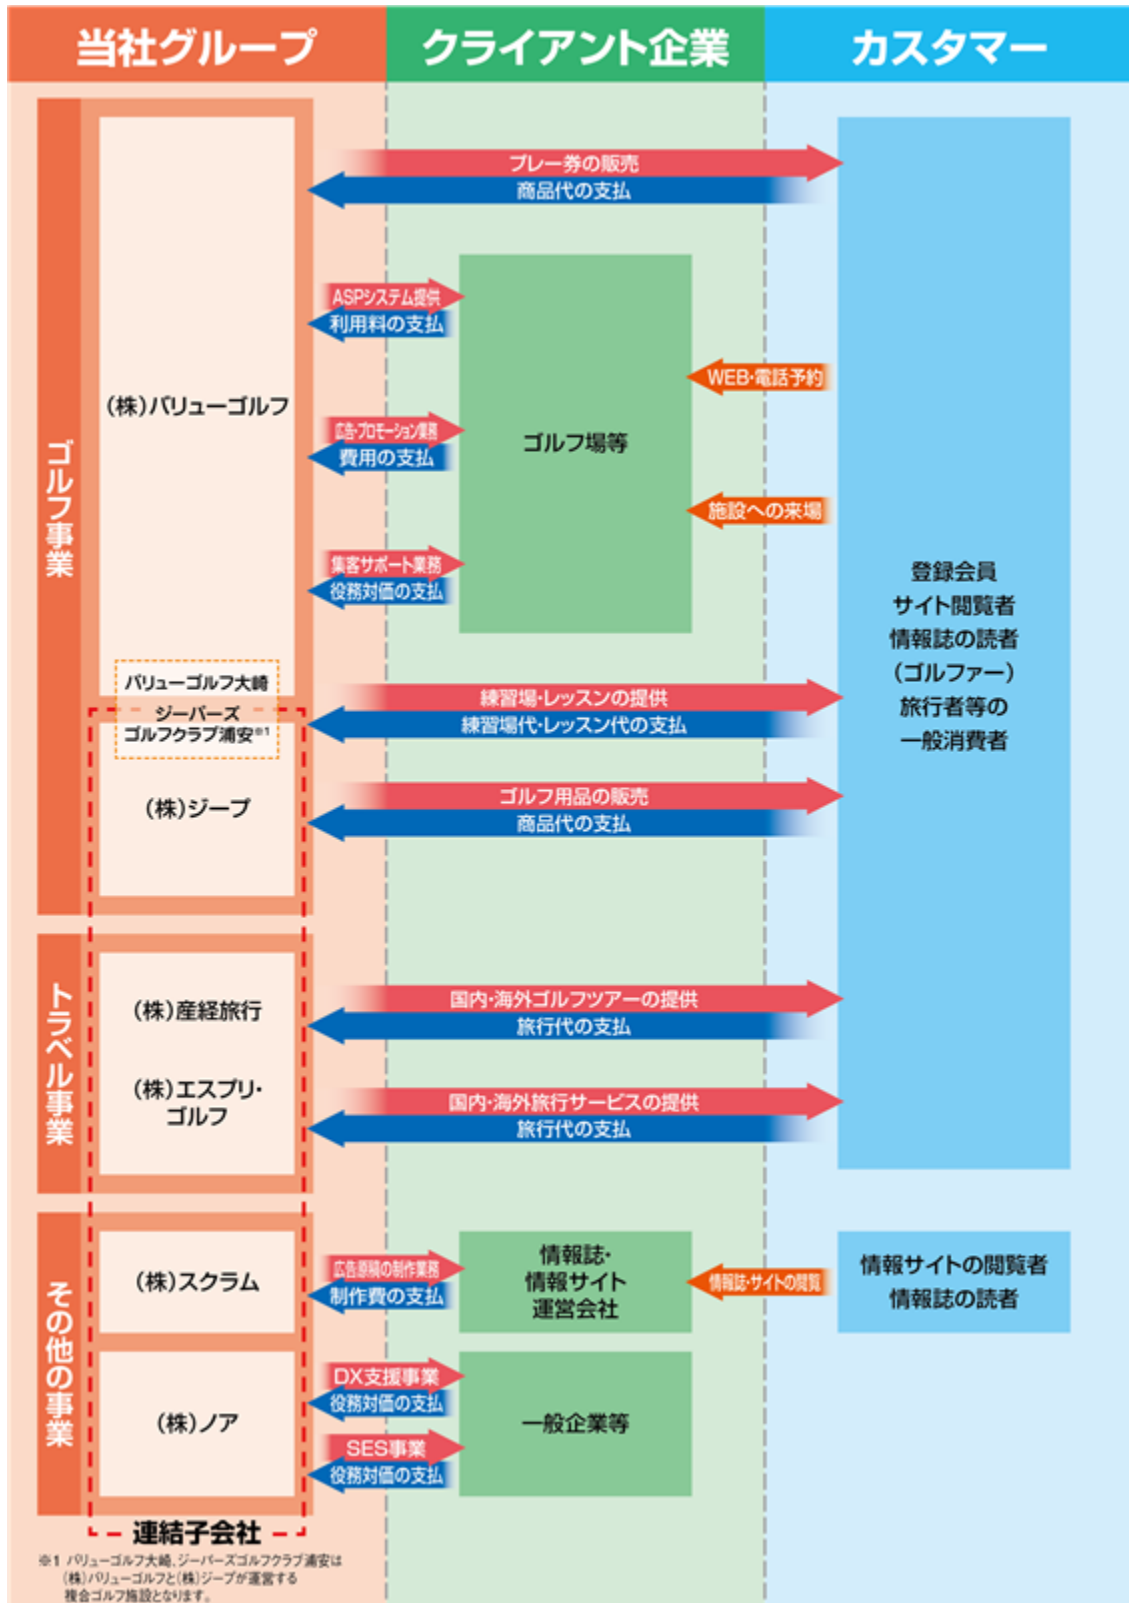 当社グループ
クライアント企業
カスタマー
ゴルフ事業
(株)バリューゴルフ
プレー券の販売
商品代の支払
ASPシステム提供
利用料の支払
広告・プロモーション業務
費用の支払
集客サポート業務
役務対価の支払
ゴルフ場等
WEB・電話予約
施設への来場
登録会員
サイト閲覧者
情報誌の読者
(ゴルファー)
旅行者等の
一般消費者
バリューゴルフ大崎
ジーパーズ
ゴルフクラブ浦安※1
練習場・レッスンの提供
練習場代・レッスン代の支払
(株)ジープ
ゴルフ用品の販売
商品代の支払
トラベル事業
(株)産経旅行
(株)エスプリ・
ゴルフ
国内・海外ゴルフツアーの提供
旅行代の支払
国内・海外旅行サービスの提供
旅行代の支払
その他の事業
(株)スクラム
広告原稿の制作業務
制作費の支払
情報誌・
情報サイト
運営会社
情報誌・サイトの閲覧
情報サイトの閲覧者
情報誌の読者
(株)ノア
DX支援事業
役務対価の支払
SES事業
役務対価の支払
一般企業等
連結子会社
※1 バリューゴルフ大崎、ジーパーズゴルフクラブ浦安は
(株)バリューゴルフと(株)ジープが運営する
複合ゴルフ施設となります。